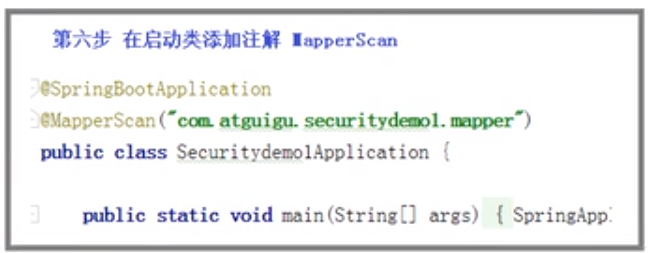 第六步 在启动类添加注解 MapperScan
@SpringBootApplication
@MapperScan("com.atguigu.securitydemo1.mapper")
public class Securitydemo1Application {
public static void main(String[] args) { SpringAppl